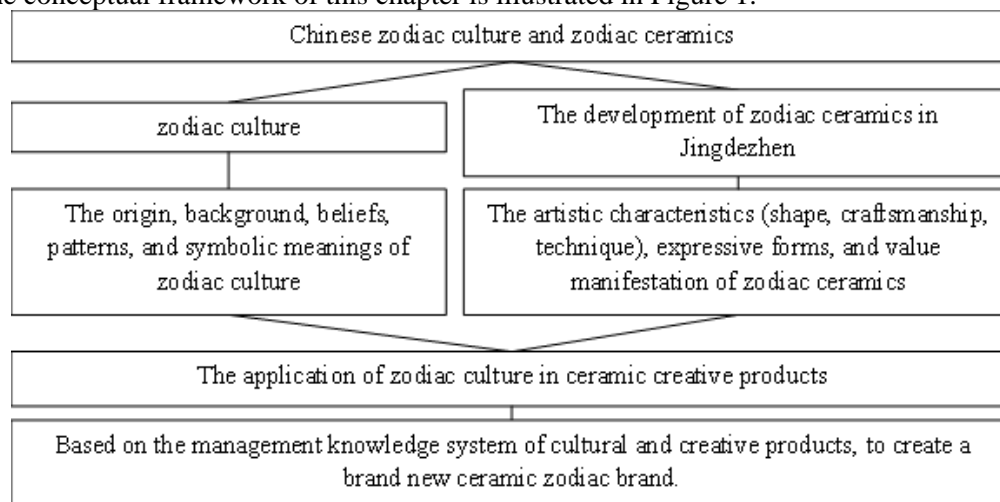 e conceptual framework of this chapter is illustrated in Figure 1.
Chinese zodiac culture and zodiac ceramics
zodiac culture
The development of zodiac ceramics in
Jingdezhen
The origin, background, beliefs,
patterns, and symbolic meanings of
zodiac culture
The artistic characteristics (shape, craftsmanship,
technique), expressive forms, and value
manifestation of zodiac ceramics
The application of zodiac culture in ceramic creative products
Based on the management knowledge system of cultural and creative products, to create a
brand new ceramic zodiac brand.